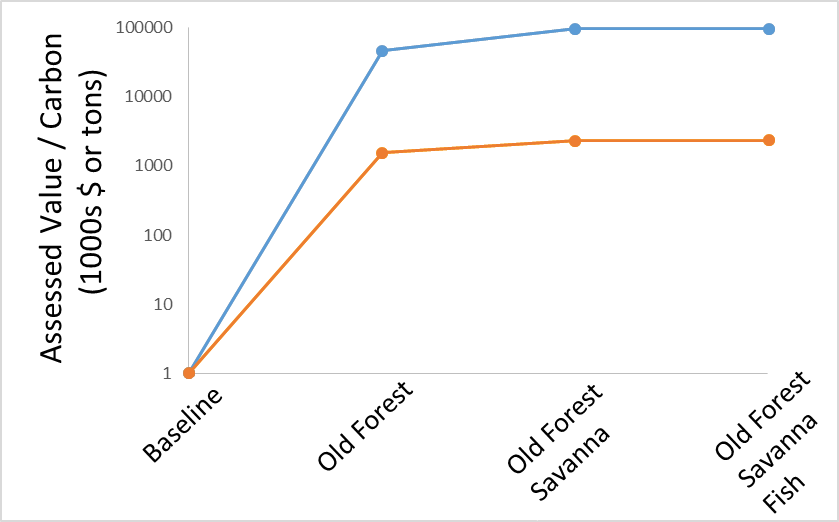 Assessed Value / Carbon
(1000s $ or tons)
100000
10000
1000
100
10
1
Baseline
Old Forest
Old Forest
Savanna
Old Forest
Savanna
Fish